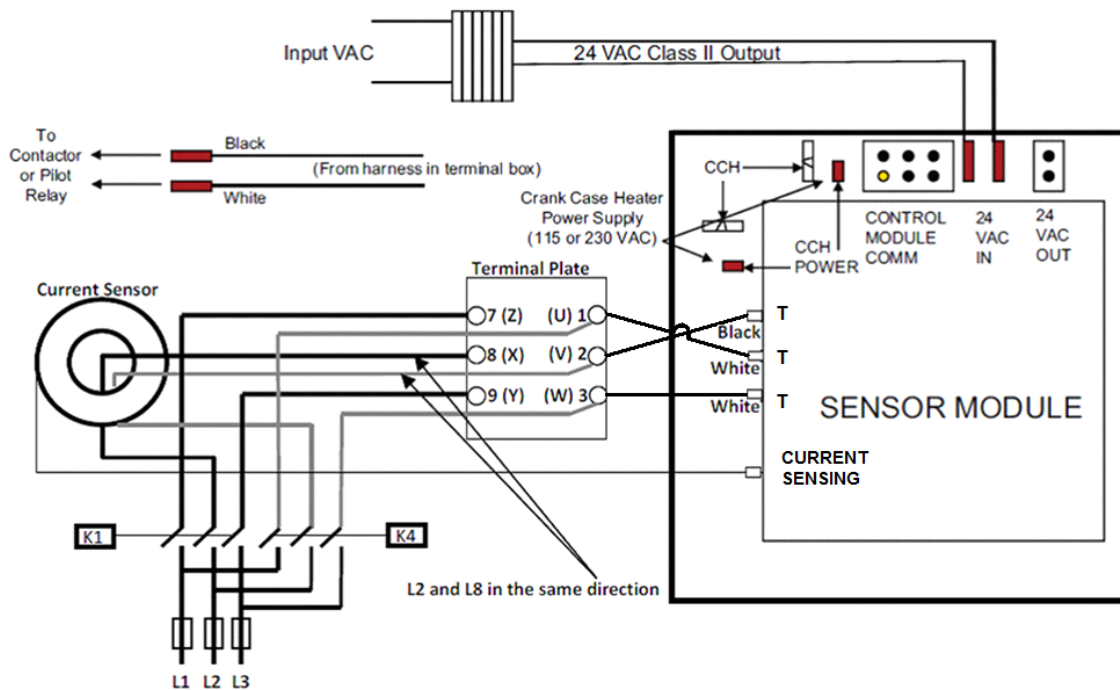 Input VAC
24 VAC Class II Output
To
Contactor
or Pilot
Relay
Black
(From harness in terminal box)
White
CCH
Crank Case Heater
Power Supply
(115 or 230 VAC)
CCH
POWER
CONTROL
MODULE
COMM
24
VAC
IN
24
VAC
OUT
Current Sensor
Terminal Plate
7 (Z)
(U) 1
8 (X)
(V) 2
9 (Y)
(W) 3
T
Black
T
White
T
White
SENSOR MODULE
CURRENT
SENSING
K1
K4
L2 and L8 in the same direction
L1
L2
L3